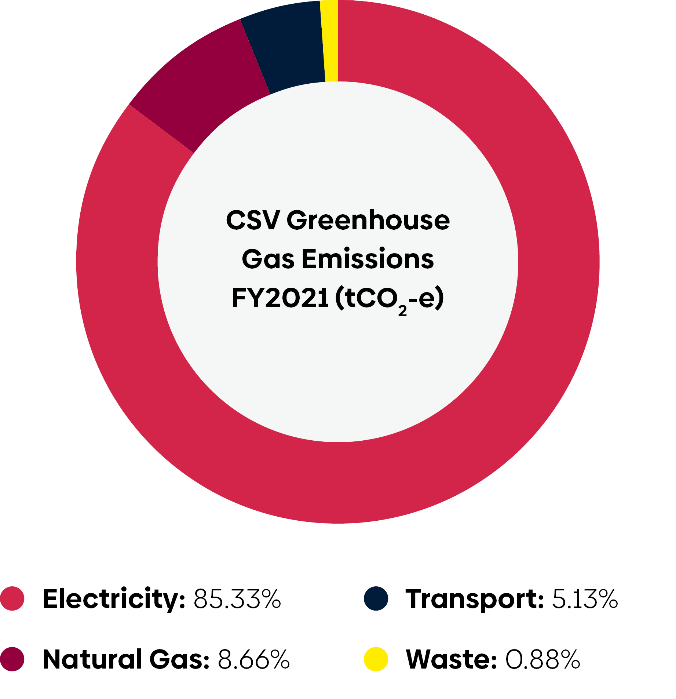 CSV Greenhouse
Gas Emissions
FY2021 (tCO₂-e)
Electricity: 85.33%
Transport: 5.13%
Natural Gas: 8.66%
Waste: 0.88%